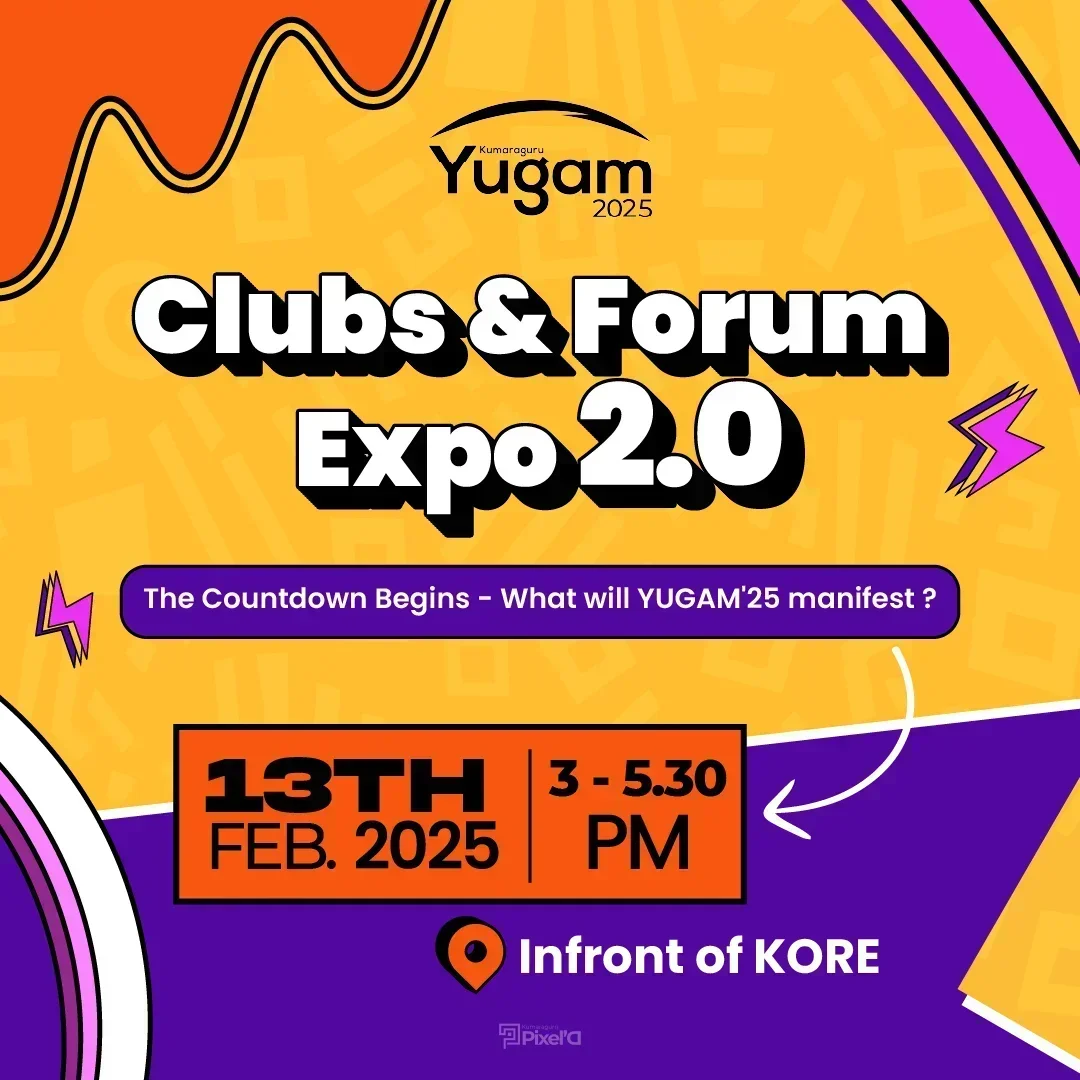 Kumaraguru
Yugam
2025
Clubs & Forum
Expo 2.0
The Countdown Begins - What will YUGAM'25 manifest ?
13TH
FEB. 2025
3 - 5.30
PM
Infront of KORE
Kumaraguru
Pixel'D